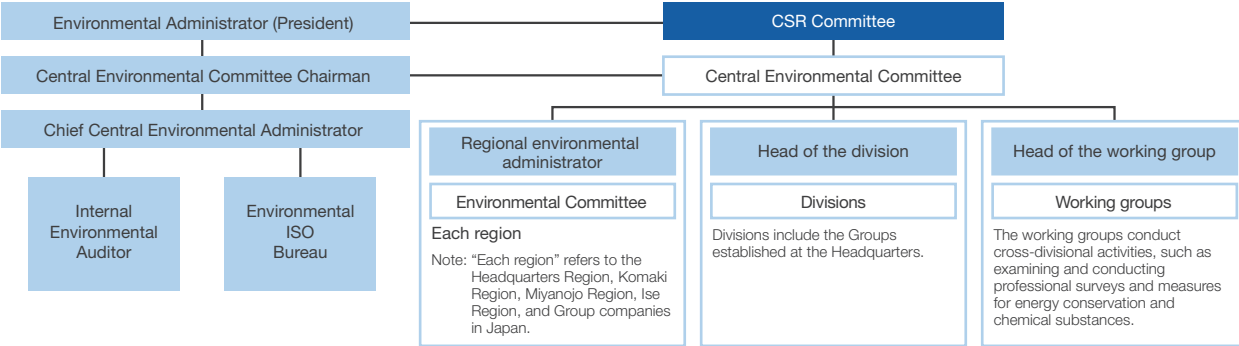 Environmental Administrator (President)
CSR Committee
Central Environmental Committee Chairman
Central Environmental Committee
Chief Central Environmental Administrator
Internal
Environmental
Auditor
Environmental
ISO
Bureau
Regional environmental
administrator
Environmental Committee
Each region
Note: “Each region” refers to the
Headquarters Region, Komaki
Region, Miyanojo Region, Ise
Region, and Group companies
in Japan.
Head of the division
Divisions
Divisions include the Groups
established at the Headquarters.
Head of the working group
Working groups
The working groups conduct
cross-divisional activities, such as
examining and conducting
professional surveys and measures
for energy conservation and
chemical substances.